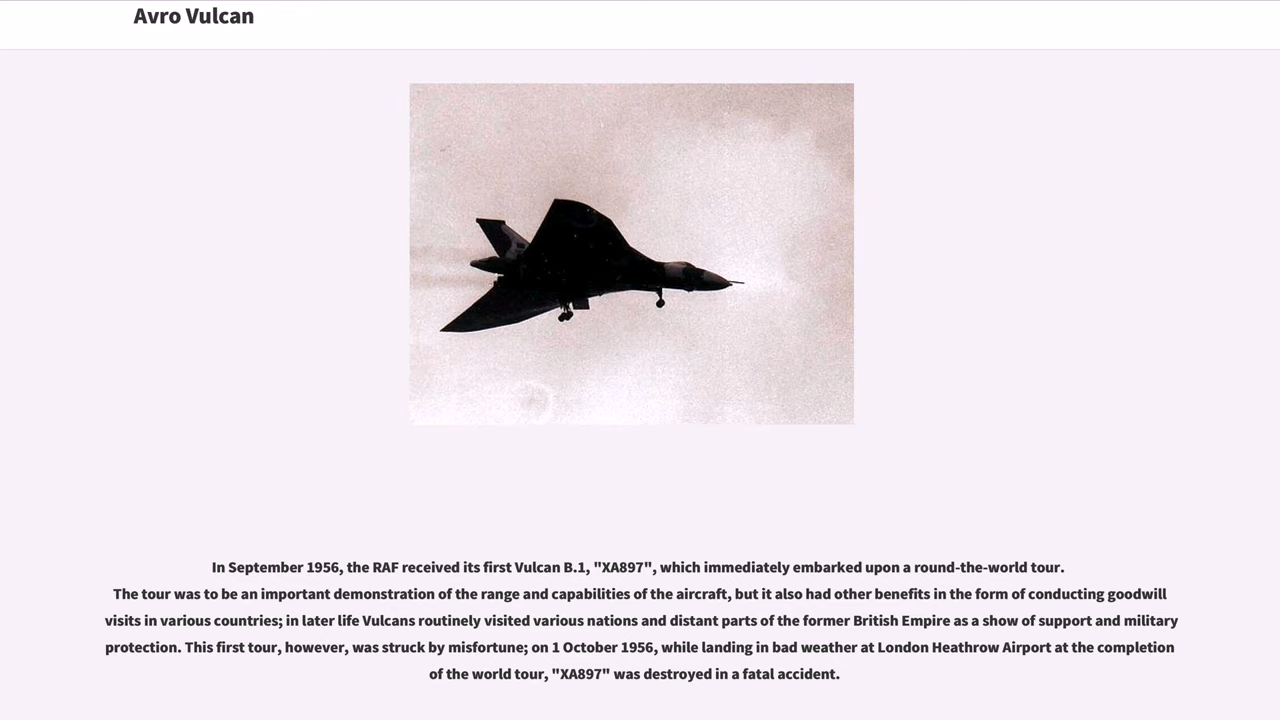 Avro Vulcan
In September 1956, the RAF received its first Vulcan B.1, "XA897", which immediately embarked upon a round-the-world tour.
The tour was to be an important demonstration of the range and capabilities of the aircraft, but it also had other benefits in the form of conducting goodwill
visits in various countries; in later life Vulcans routinely visited various nations and distant parts of the former British Empire as a show of support and military
protection. This first tour, however, was struck by misfortune; on 1 October 1956, while landing in bad weather at London Heathrow Airport at the completion
of the world tour, "XA897" was destroyed in a fatal accident.